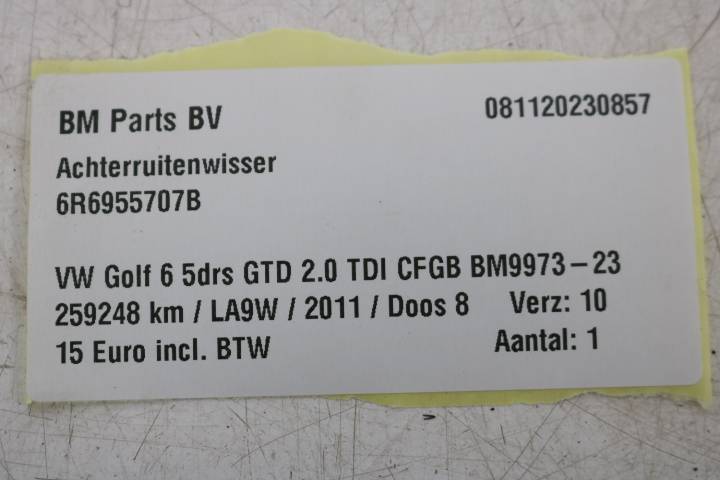 BM Parts BV 081120230857
Achterruitenwisser
6R6955707B
VW Golf 6 5drs GTD 2.0 TDI CFGB BM9973-23
259248 km / LA9W / 2011 / Doos 8 Verz: 10
15 Euro incl. BTW Aantal: 1